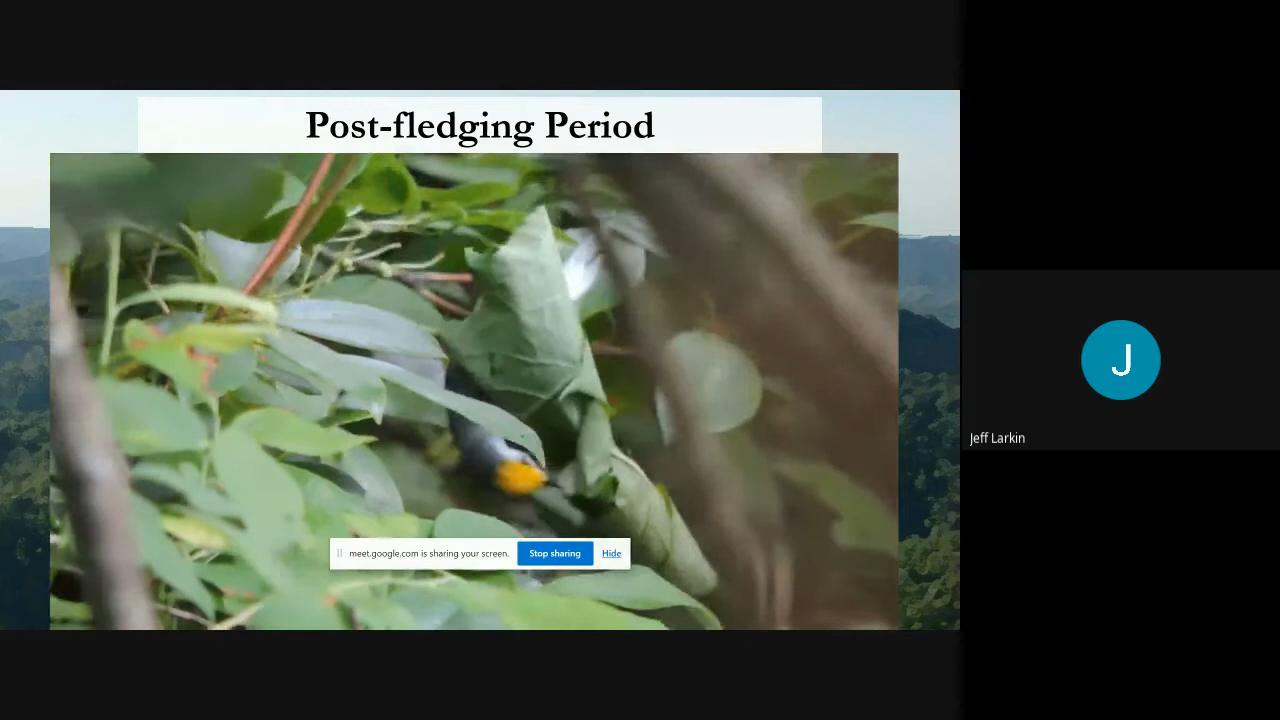 Post-fledging Period
meet.google.com is sharing your screen. Stop sharing Hide
J
Jeff Larkin